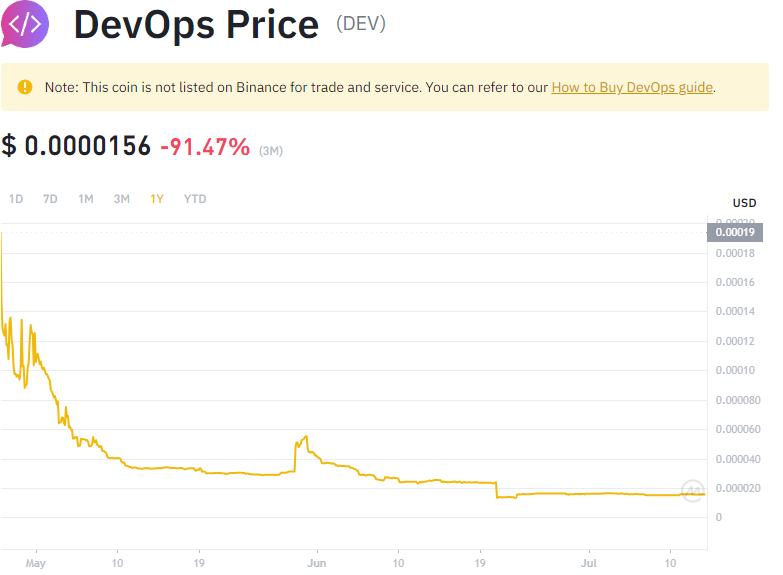 </>
DevOps Price (DEV)
Note: This coin is not listed on Binance for trade and service. You can refer to our How to Buy DevOps guide.
$ 0.0000156 -91.47% (3M)
1D 7D 1M 3M 1Y YTD
USD
0.00020
0.00019
0.00018
0.00016
0.00014
0.00012
0.00010
0.000080
0.000060
0.000040
0.000020
0
May 10 19 Jun 10 19 Jul 10